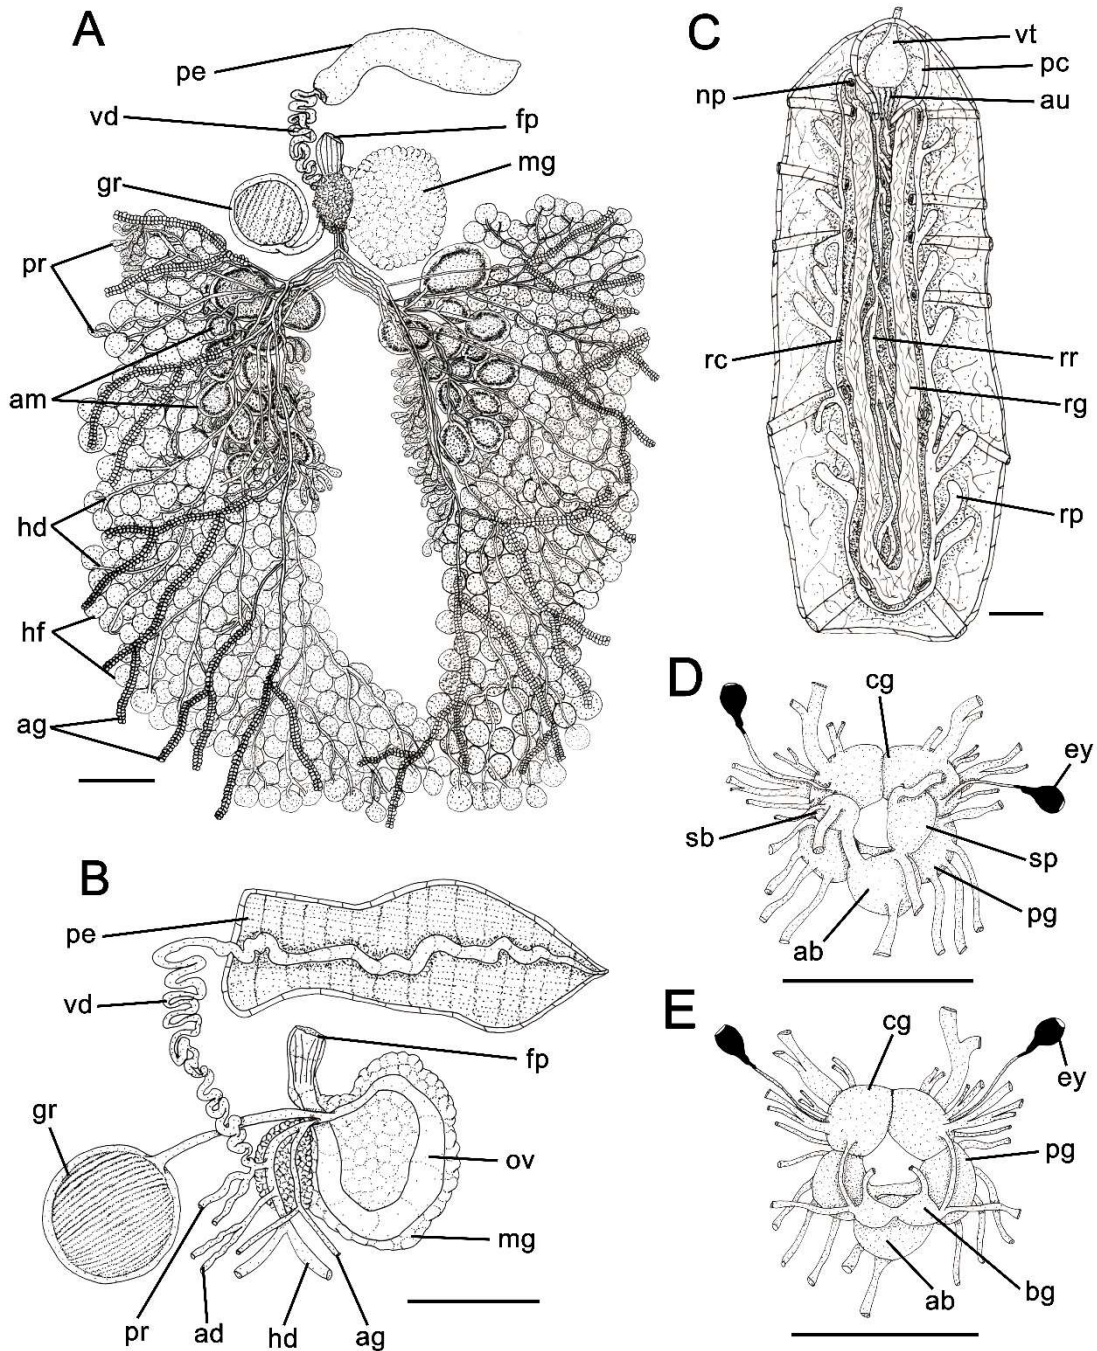 A
pe
vd
fp
gr
mg
pr
am
hd
hf
ag
B
pe
vd
fp
gr
ov
mg
pr
ad
hd
ag
C
vt
pc
np
au
rc
rr
rg
rp
D
cg
ey
sb
sp
pg
ab
E
cg
ey
pg
ab
bg